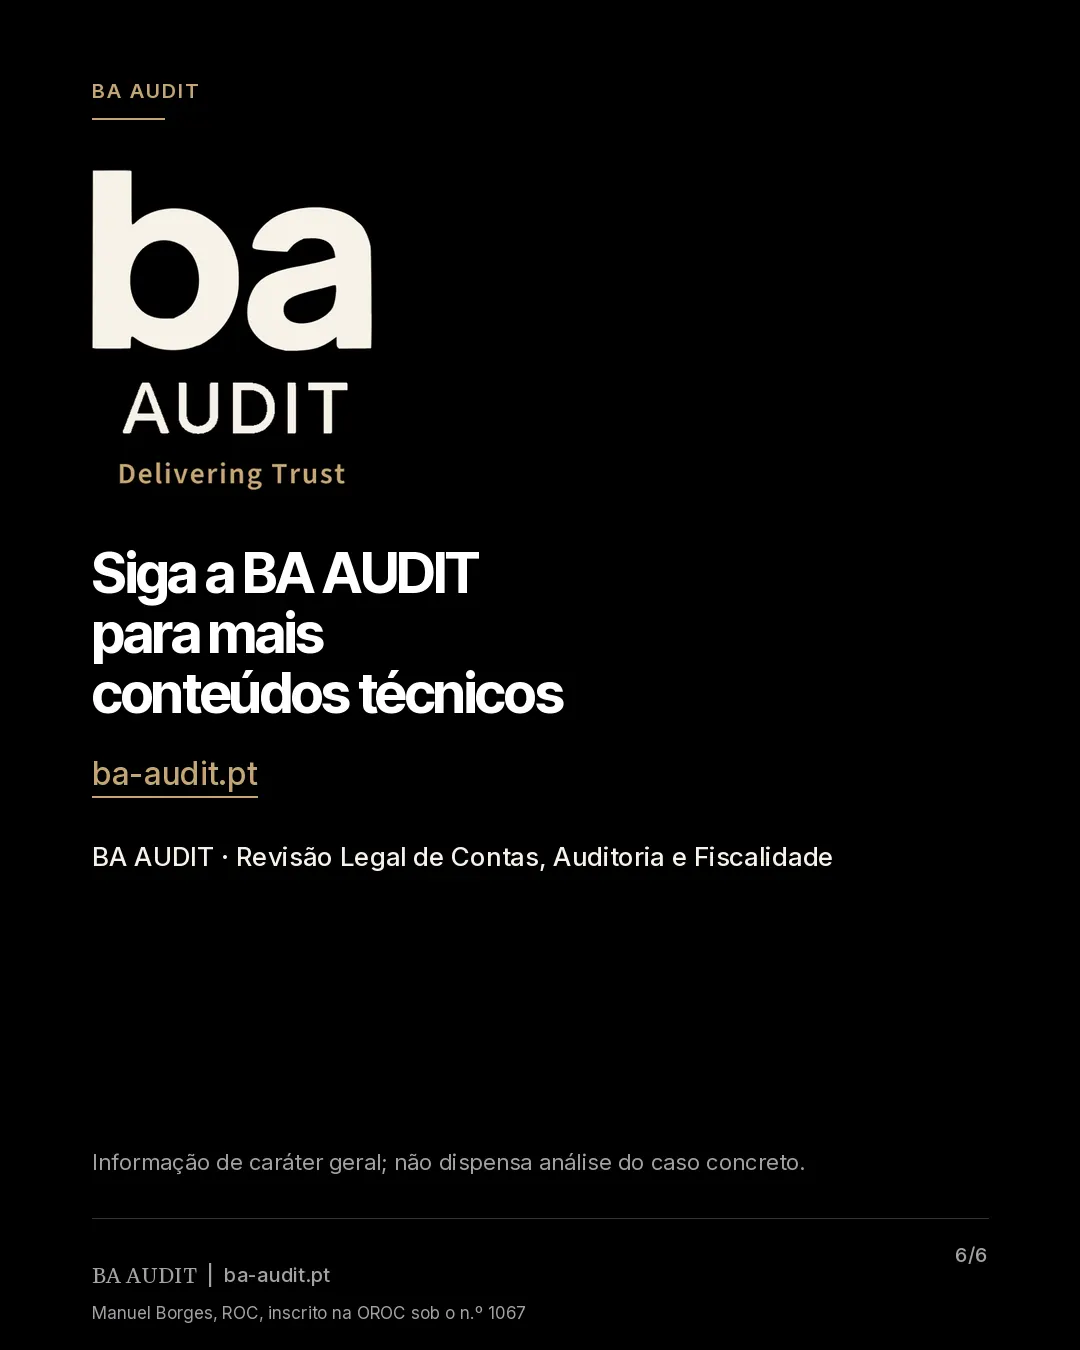 BA AUDIT
ba
AUDIT
Delivering Trust
Siga a BA AUDIT
para mais
conteúdos técnicos
ba-audit.pt
BA AUDIT · Revisão Legal de Contas, Auditoria e Fiscalidade
Informação de caráter geral; não dispensa análise do caso concreto.
6/6
BA AUDIT | ba-audit.pt
Manuel Borges, ROC, inscrito na OROC sob o n.º 1067